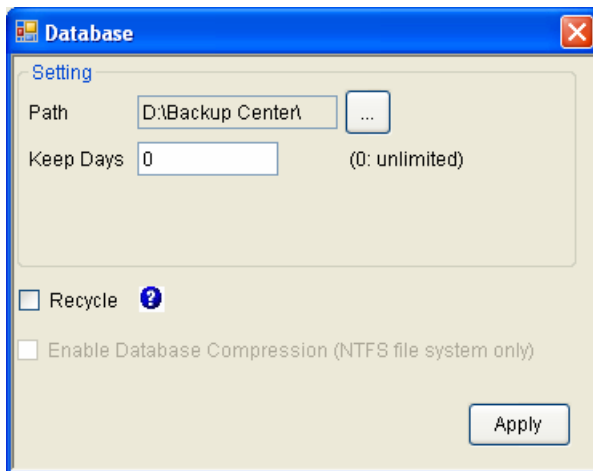 Database
Setting
Path D:\Backup Center\ ...
Keep Days 0 (0: unlimited)
Recycle ?
Enable Database Compression (NTFS file system only)
Apply